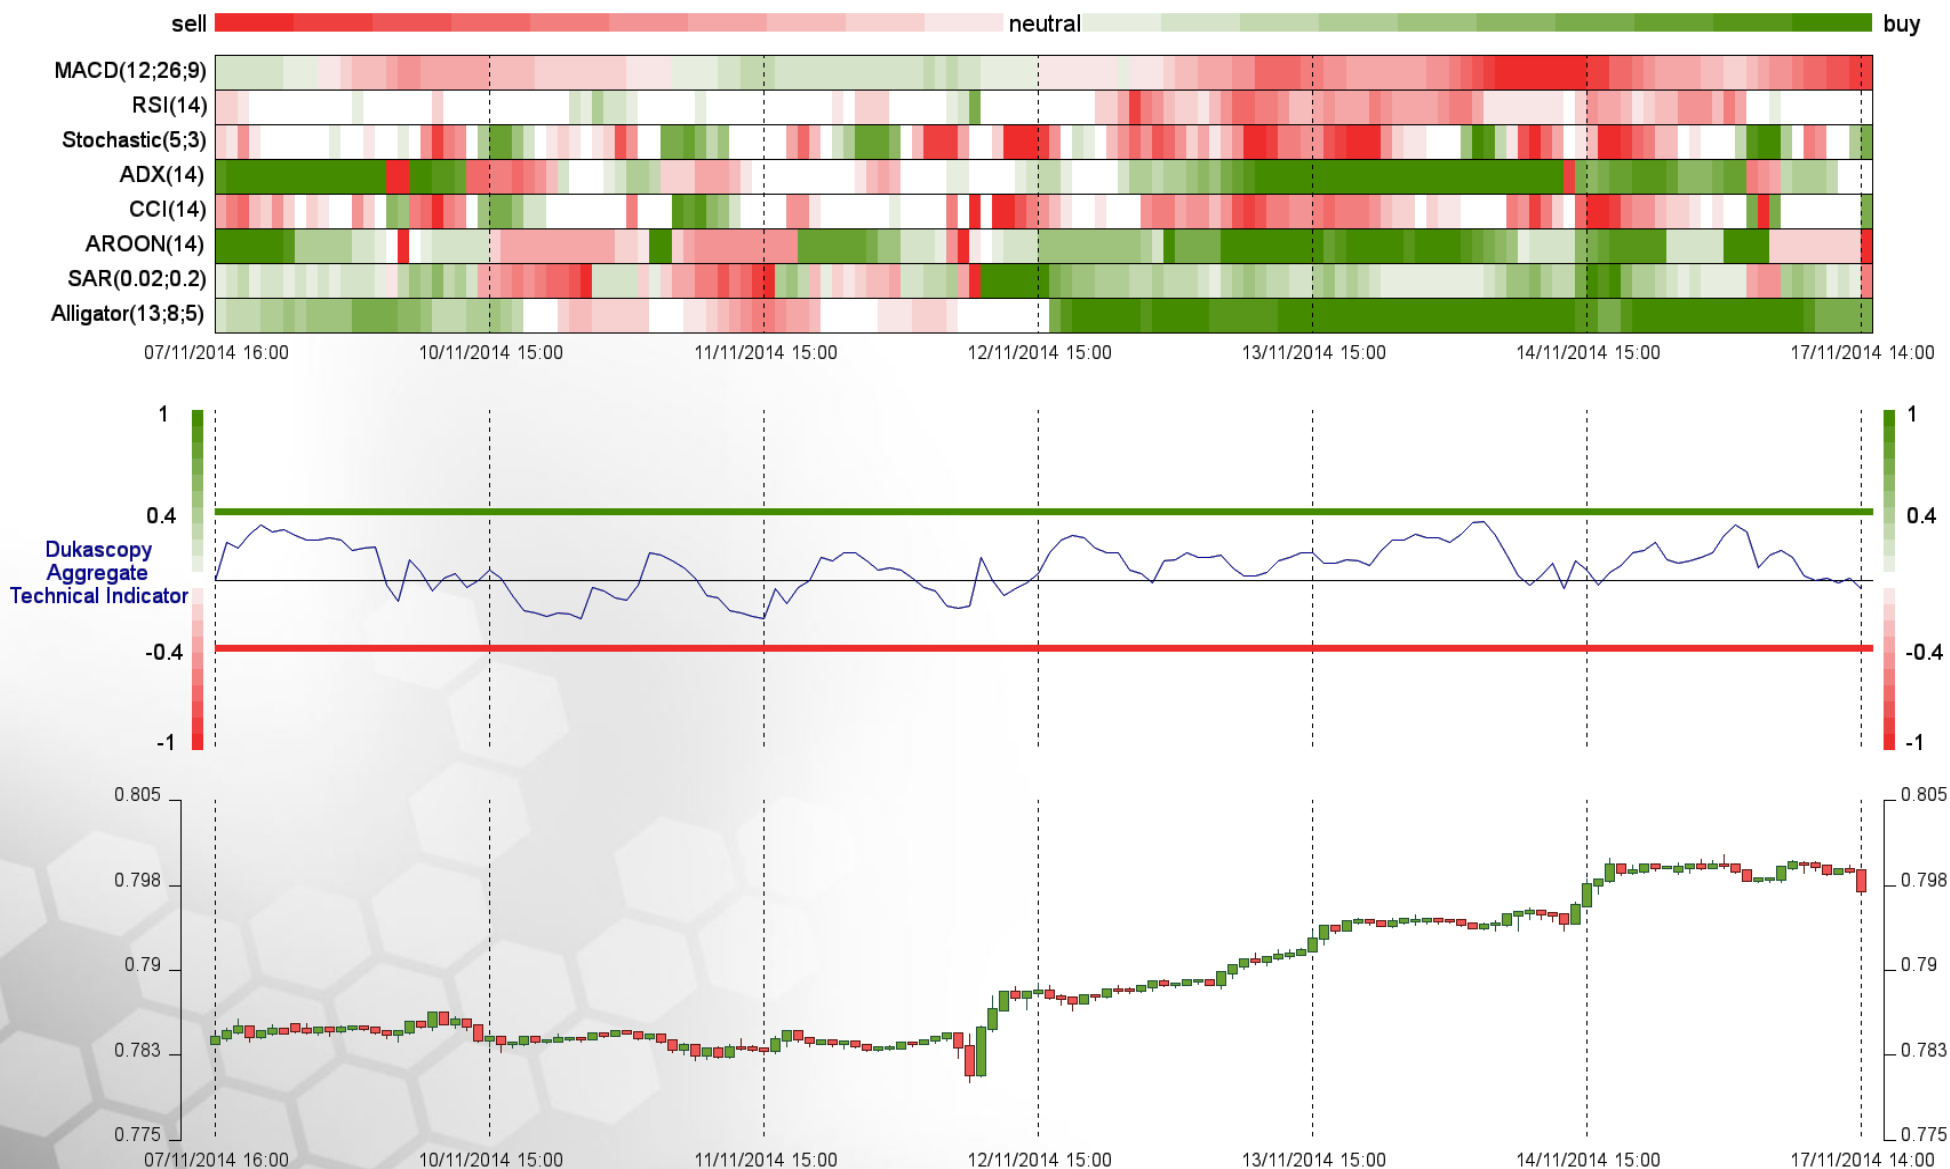 sell neutral buy
MACD(12;26;9)
RSI(14)
Stochastic(5;3)
ADX(14)
CCI(14)
AROON(14)
SAR(0.02;0.2)
Alligator(13;8;5)
07/11/2014 16:00 10/11/2014 15:00 11/11/2014 15:00 12/11/2014 15:00 13/11/2014 15:00 14/11/2014 15:00 17/11/2014 14:00
1 1
0.4 0.4
Dukascopy
Aggregate
Technical Indicator
-0.4 -0.4
-1 -1
0.805 0.805
0.798 0.798
0.79 0.79
0.783 0.783
0.775 0.775
07/11/2014 16:00 10/11/2014 15:00 11/11/2014 15:00 12/11/2014 15:00 13/11/2014 15:00 14/11/2014 15:00 17/11/2014 14:00